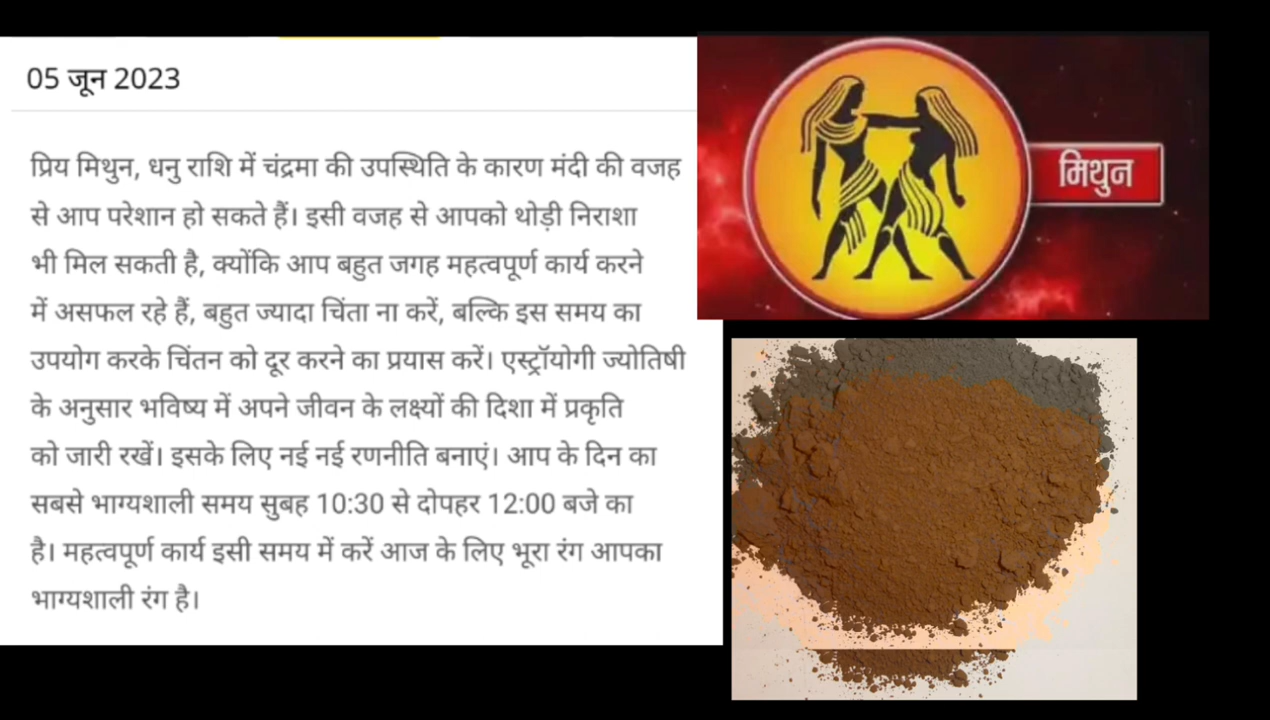 05 जून 2023
प्रिय मिथुन, धनु राशि में चंद्रमा की उपस्थिति के कारण मंदी की वजह
से आप परेशान हो सकते हैं। इसी वजह से आपको थोड़ी निराशा
भी मिल सकती है, क्योंकि आप बहुत जगह महत्वपूर्ण कार्य करने
में असफल रहे हैं, बहुत ज्यादा चिंता ना करें, बल्कि इस समय का
उपयोग करके चिंतन को दूर करने का प्रयास करें। एस्ट्रॉयोगी ज्योतिषी
के अनुसार भविष्य में अपने जीवन के लक्ष्यों की दिशा में प्रकृति
को जारी रखें। इसके लिए नई नई रणनीति बनाएं। आप के दिन का
सबसे भाग्यशाली समय सुबह 10:30 से दोपहर 12:00 बजे का
है। महत्वपूर्ण कार्य इसी समय में करें आज के लिए भूरा रंग आपका
भाग्यशाली रंग है।
मिथुन